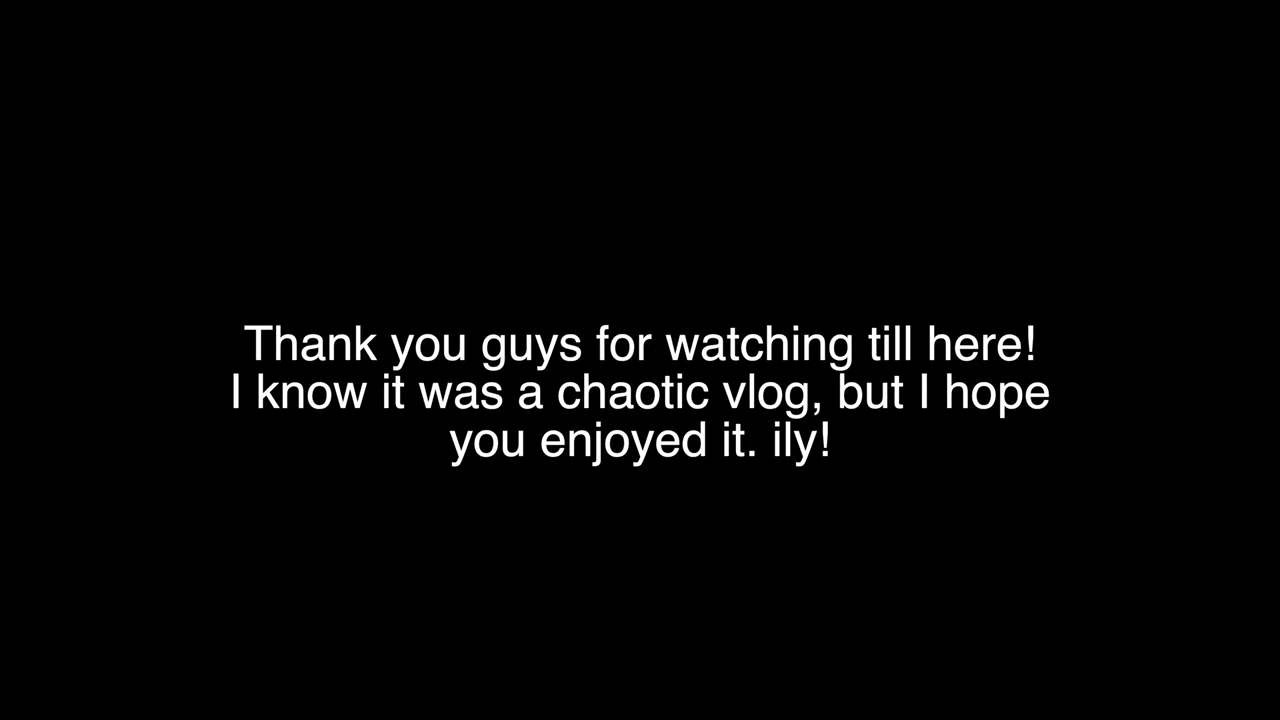 Thank you guys for watching till here!
I know it was a chaotic vlog, but I hope
you enjoyed it. ily!